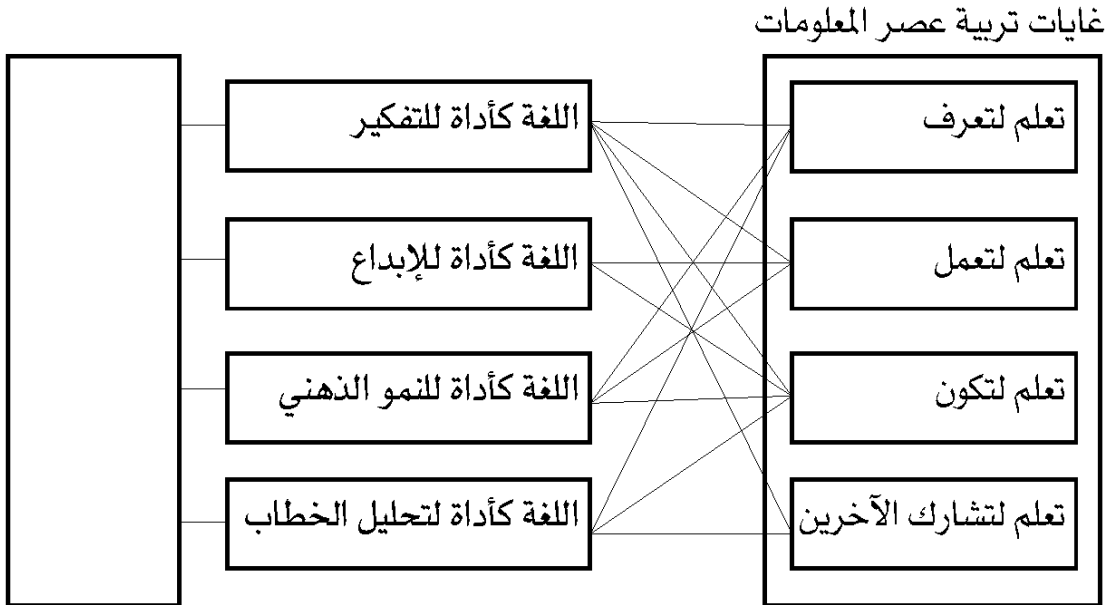 غايات تربية عصر المعلومات
تعلم لتعرف
اللغة كأداة للتفكير
تعلم لتعمل
اللغة كأداة للإبداع
تعلم لتكون
اللغة كأداة للنمو الذهني
تعلم لتشارك الآخرين
اللغة كأداة لتحليل الخطاب